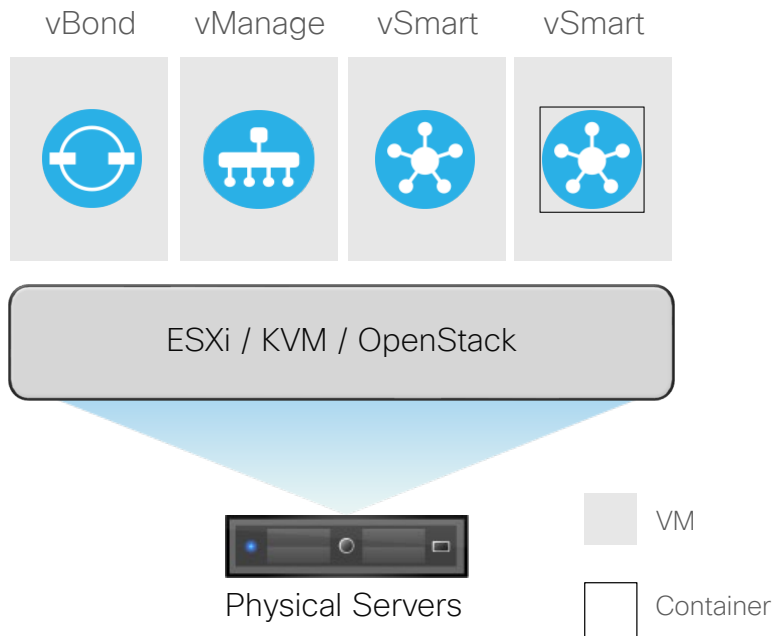 vBond vManage vSmart vSmart
ESXi / KVM / OpenStack
VM
Physical Servers
Container